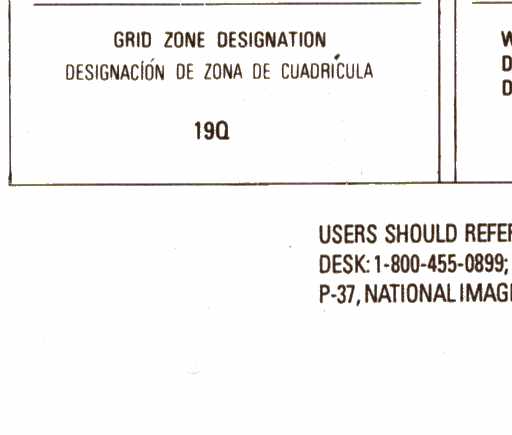 GRID ZONE DESIGNATION
DESIGNACÍÓN DE ZONA DE CUADRÍCULA
19Q
W
D
D
USERS SHOULD REFER
DESK: 1-800-455-0899;
P-37, NATIONAL IMAG